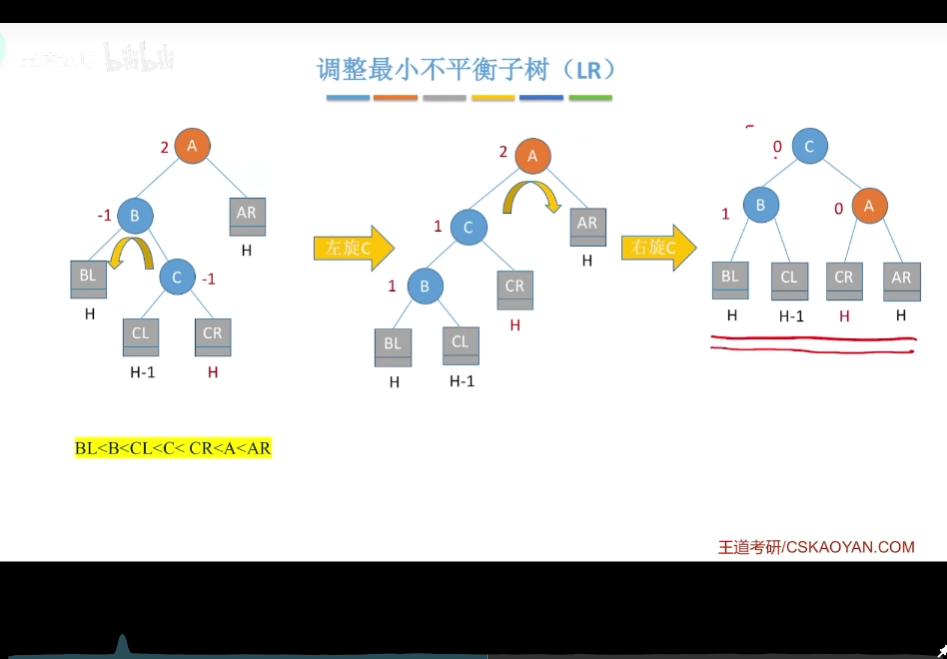 bilibili
调整最小不平衡子树（LR）
2 A
-1 B
AR
H
BL
H
C -1
CL
H-1
CR
H
左旋C
2 A
1 C
AR
H
1 B
CR
H
BL
H
CL
H-1
右旋C
0 C
1 B
0 A
BL CL CR AR
H H-1 H H
BL<B<CL<C< CR<A<AR
王道考研/CSKAOYAN.COM